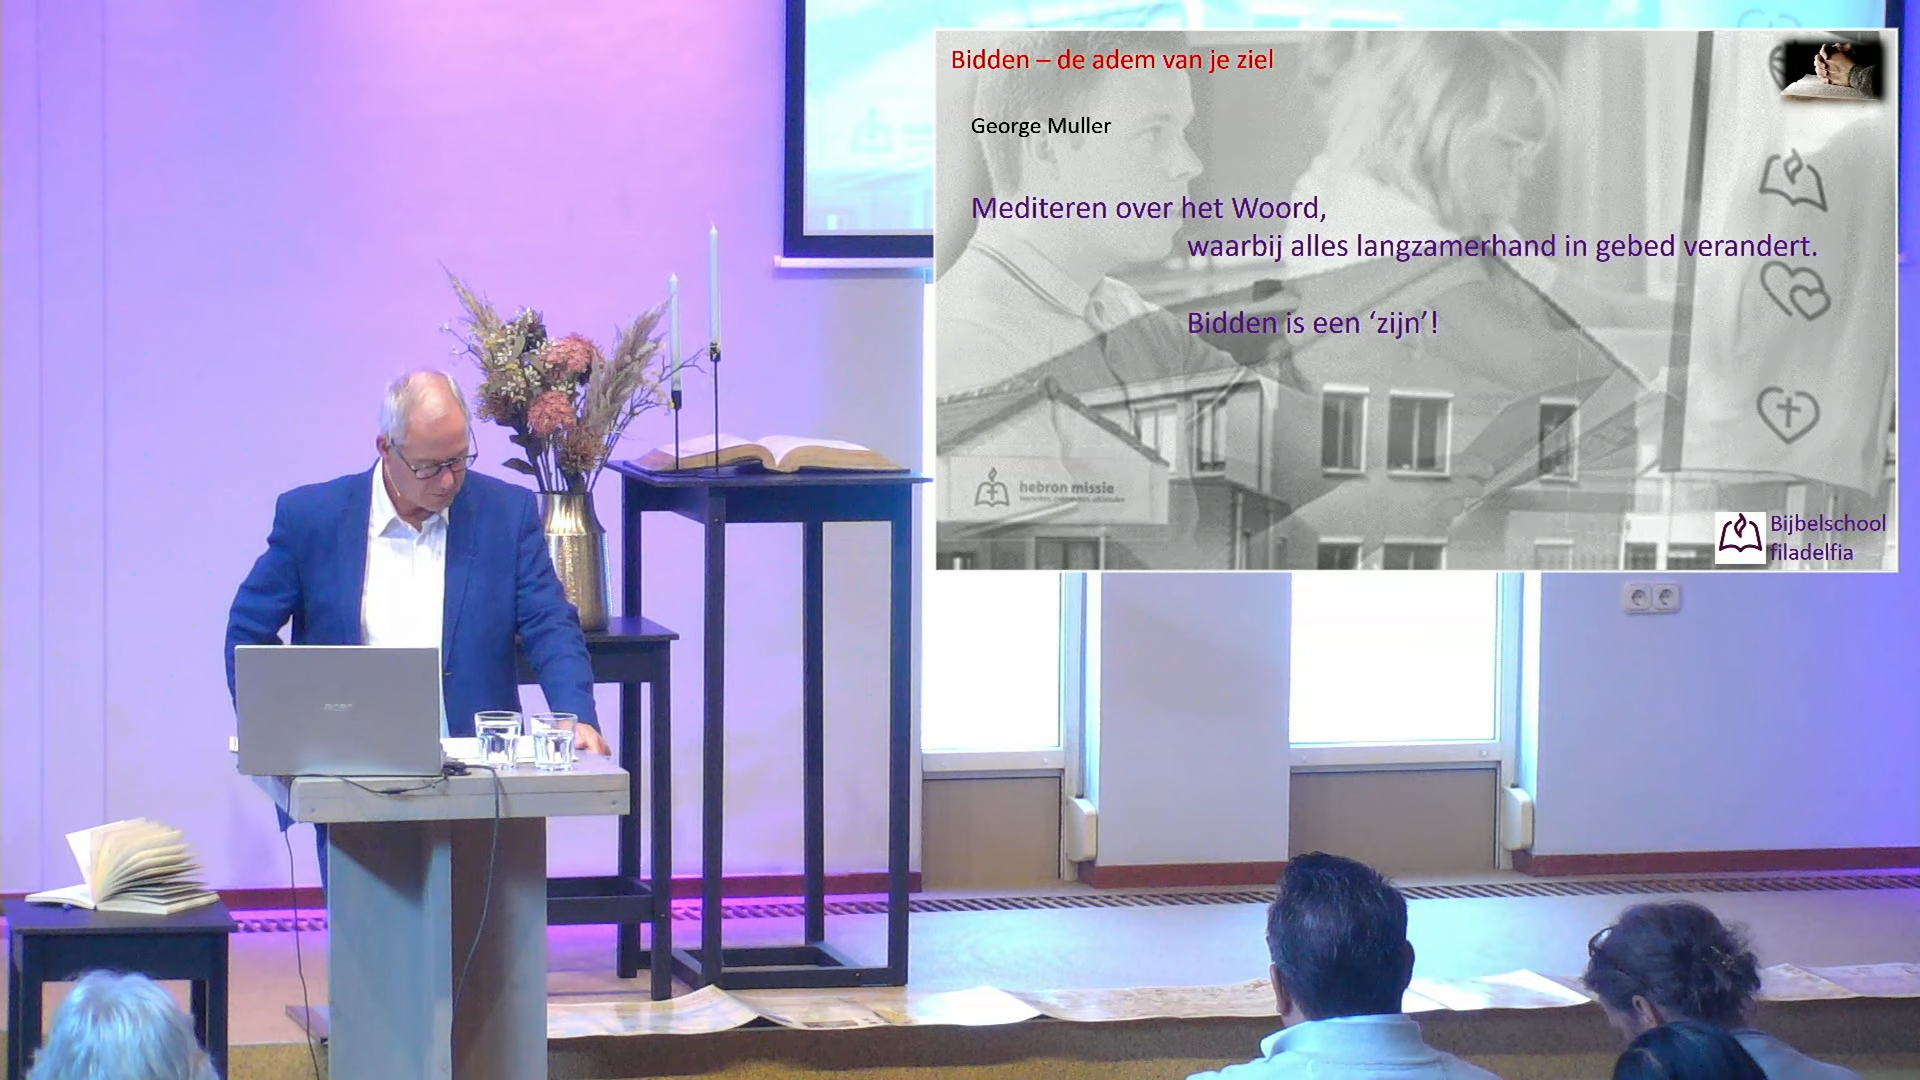 Bidden – de adem van je ziel
George Muller
Mediteren over het Woord,
waarbij alles langzamerhand in gebed verandert.
Bidden is een ‘zijn’!
hebron missie
Bijbelschool
filadelfia
acer